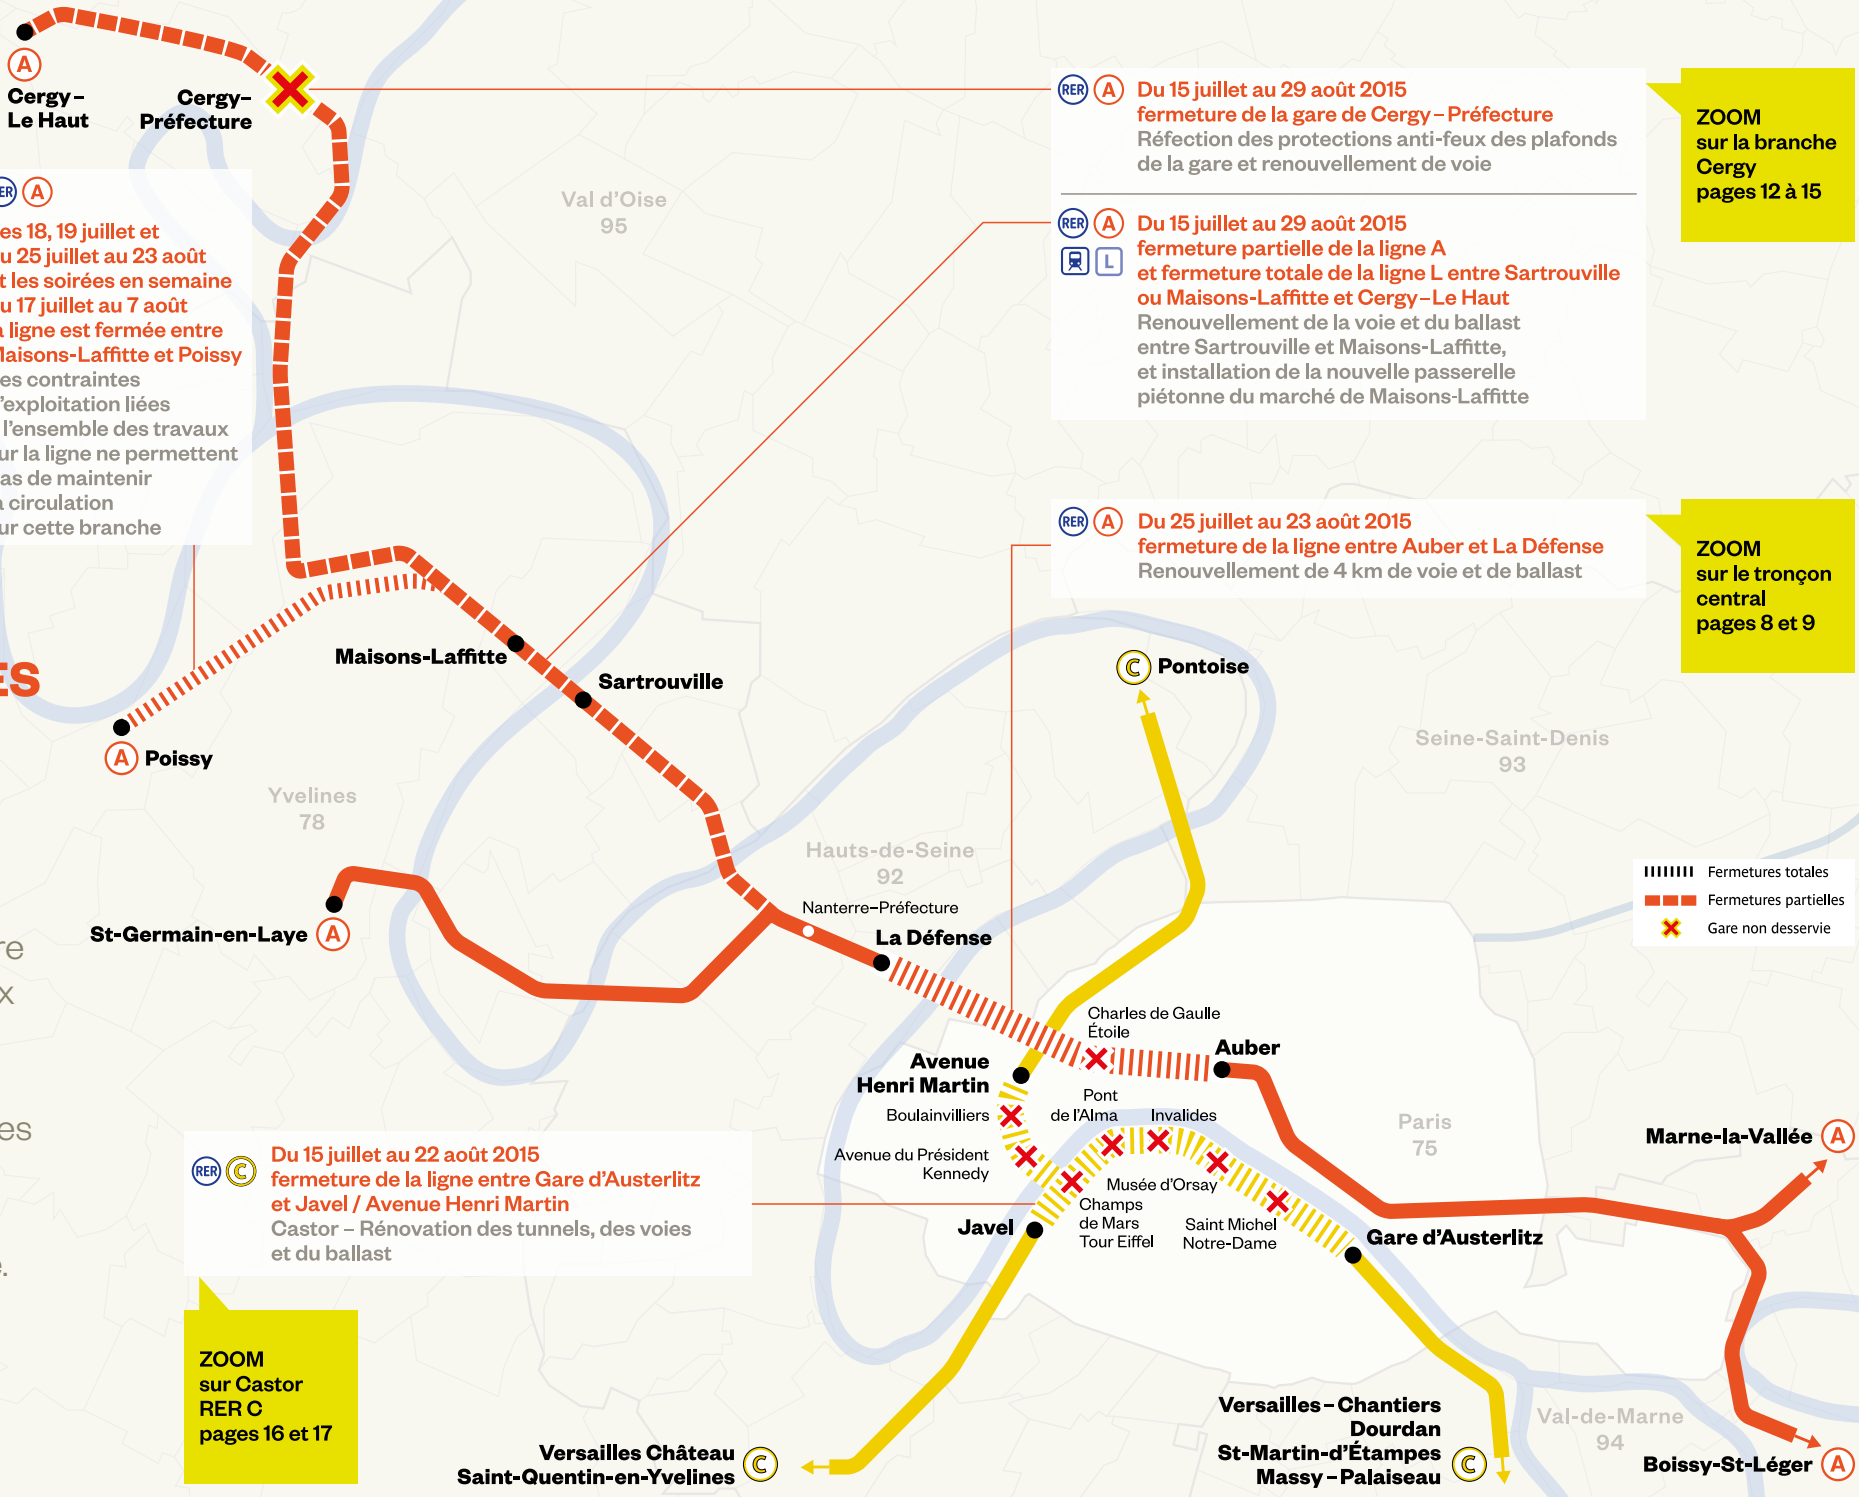 A
Cergy–
Le Haut
Cergy–
Préfecture
A
18, 19 juillet et
25 juillet au 23 août
les soirées en semaine
17 juillet au 7 août
ligne est fermée entre
Maisons-Laffitte et Poissy
contraintes
d'exploitation liées
l'ensemble des travaux
sur la ligne ne permettent
pas de maintenir
la circulation
sur cette branche
ES
Val d'Oise
95
RER A Du 15 juillet au 29 août 2015
fermeture de la gare de Cergy–Préfecture
Réfection des protections anti-feux des plafonds
de la gare et renouvellement de voie
ZOOM
sur la branche
Cergy
pages 12 à 15
RER A Du 15 juillet au 29 août 2015
fermeture partielle de la ligne A
L et fermeture totale de la ligne L entre Sartrouville
ou Maisons-Laffitte et Cergy–Le Haut
Renouvellement de la voie et du ballast
entre Sartrouville et Maisons-Laffitte,
et installation de la nouvelle passerelle
piétonne du marché de Maisons-Laffitte
RER A Du 25 juillet au 23 août 2015
fermeture de la ligne entre Auber et La Défense
Renouvellement de 4 km de voie et de ballast
ZOOM
sur le tronçon
central
pages 8 et 9
Maisons-Laffitte
Sartrouville
A Poissy
C Pontoise
Yvelines
78
Seine-Saint-Denis
93
Hauts-de-Seine
92
Fermetures totales
Fermetures partielles
Gare non desservie
St-Germain-en-Laye A
re
x
es
.
Nanterre–Préfecture
La Défense
Charles de Gaulle
Étoile
Auber
Avenue
Henri Martin
Boulainvilliers
Pont
de l'Alma
Invalides
Avenue du Président
Kennedy
Musée d'Orsay
Champs
de Mars
Tour Eiffel
Saint Michel
Notre-Dame
Javel
Gare d'Austerlitz
Paris
75
Marne-la-Vallée A
RER C Du 15 juillet au 22 août 2015
fermeture de la ligne entre Gare d'Austerlitz
et Javel / Avenue Henri Martin
Castor – Rénovation des tunnels, des voies
et du ballast
ZOOM
sur Castor
RER C
pages 16 et 17
Versailles Château
Saint-Quentin-en-Yvelines C
Versailles–Chantiers
Dourdan
St-Martin-d'Étampes
Massy–Palaiseau C
Val-de-Marne
94
Boissy-St-Léger A